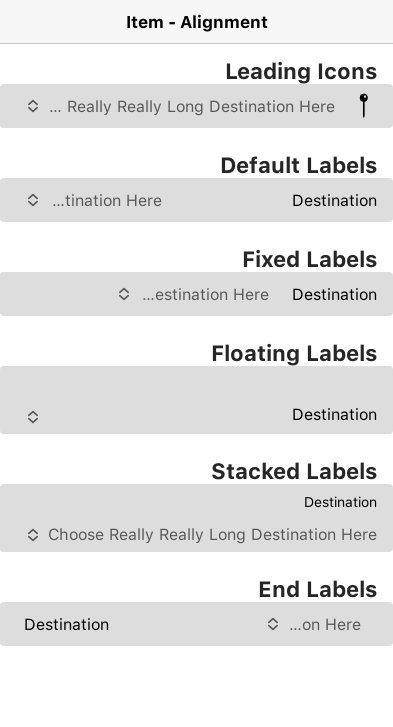 Item - Alignment
Leading Icons
... Really Really Long Destination Here
Default Labels
Destination
...tination Here
Fixed Labels
Destination
...estination Here
Floating Labels
Destination
Stacked Labels
Destination
Choose Really Really Long Destination Here
End Labels
...on Here
Destination